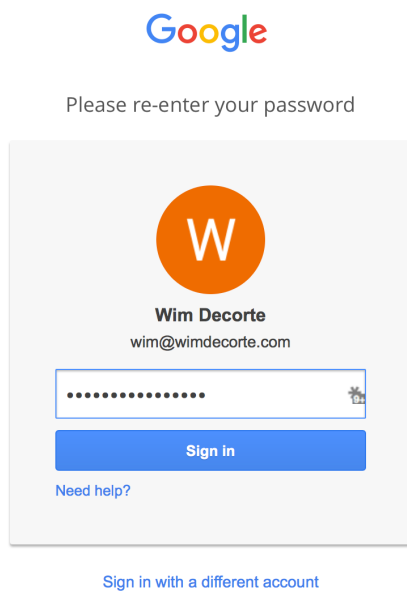 Google
Please re-enter your password
W
Wim Decorte
wim@wimdecorte.com
••••••••••••••••
9+
Sign in
Need help?
Sign in with a different account